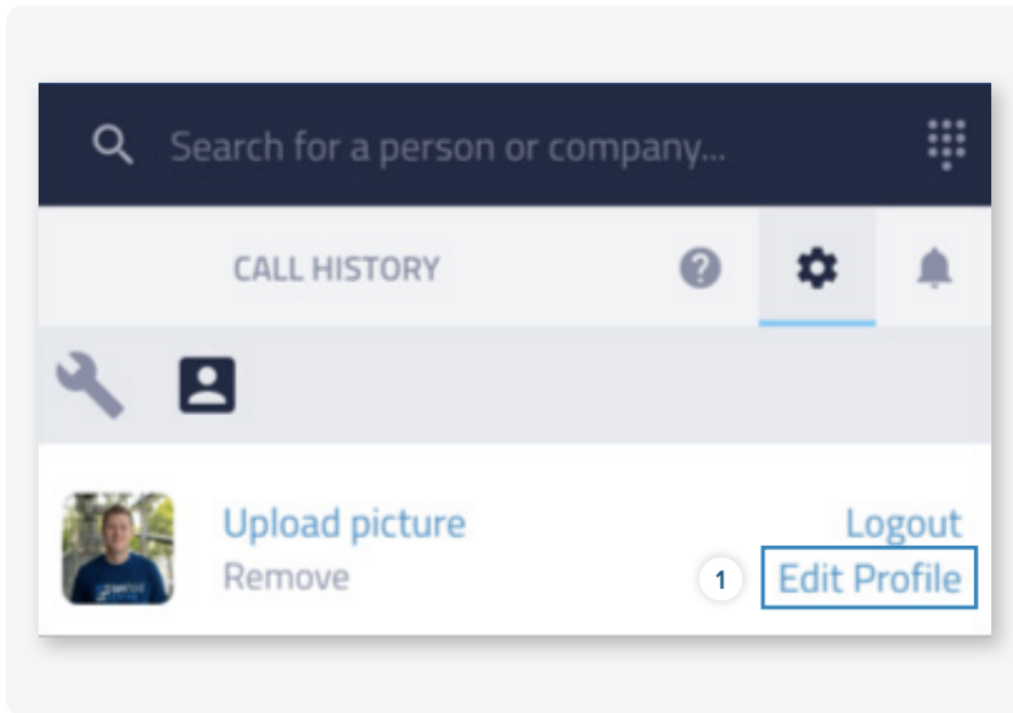 Search for a person or company...
CALL HISTORY
Upload picture
Logout
Remove
1
Edit Profile